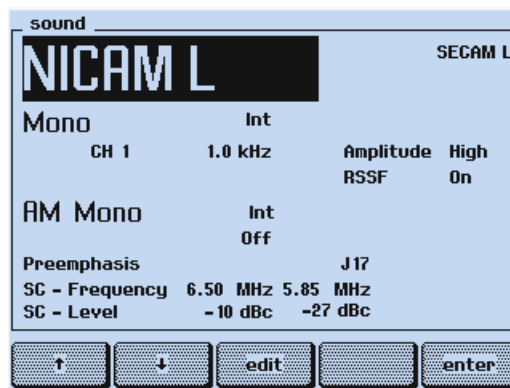 sound
NICAM L SECAM L
Mono Int
CH 1 1.0 kHz Amplitude High
RSSF On
AM Mono Int
Off
Preemphasis J17
SC - Frequency 6.50 MHz 5.85 MHz
SC - Level -10 dBc -27 dBc
↑ ↓ edit enter